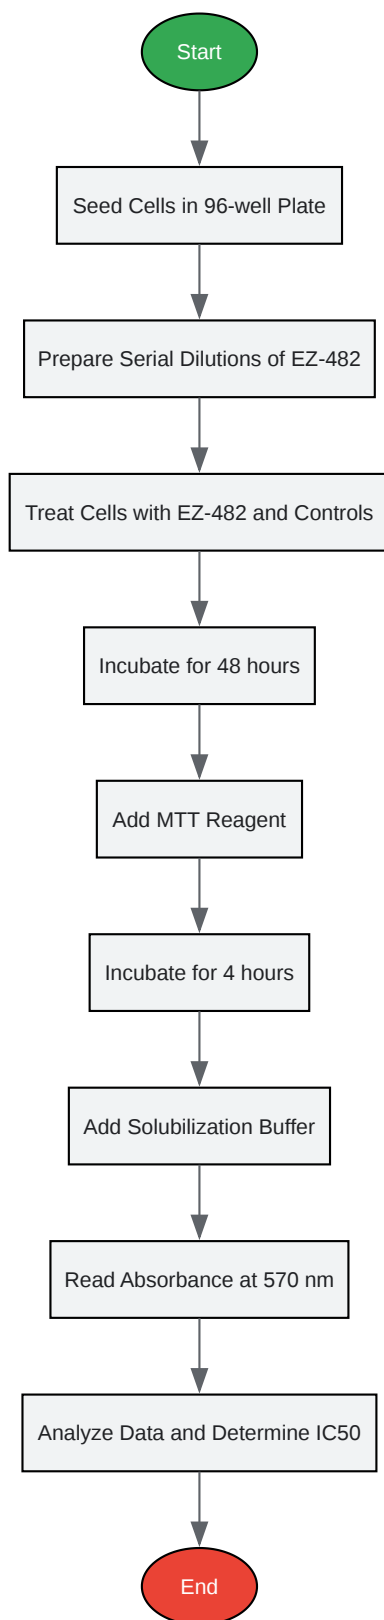 Start
Seed Cells in 96-well Plate
Prepare Serial Dilutions of EZ-482
Treat Cells with EZ-482 and Controls
Incubate for 48 hours
Add MTT Reagent
Incubate for 4 hours
Add Solubilization Buffer
Read Absorbance at 570 nm
Analyze Data and Determine IC50
End